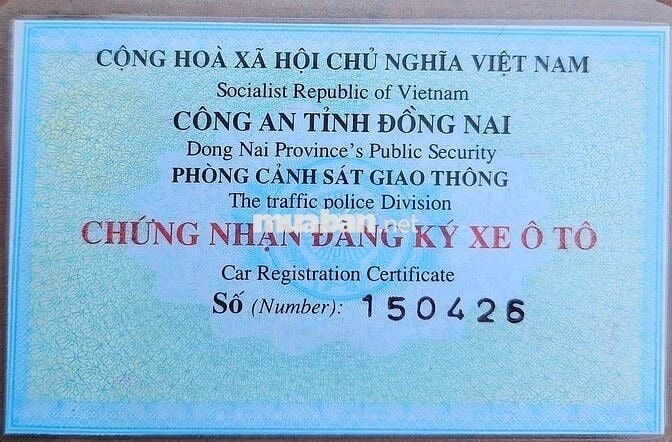 CỘNG HOÀ XÃ HỘI CHỦ NGHĨA VIỆT NAM
Socialist Republic of Vietnam
CÔNG AN TỈNH ĐỒNG NAI
Dong Nai Province's Public Security
PHÒNG CẢNH SÁT GIAO THÔNG
The traffic police Division
muaban.net
CHỨNG NHẬN ĐĂNG KÝ XE Ô TÔ
Car Registration Certificate
Số (Number): 150426